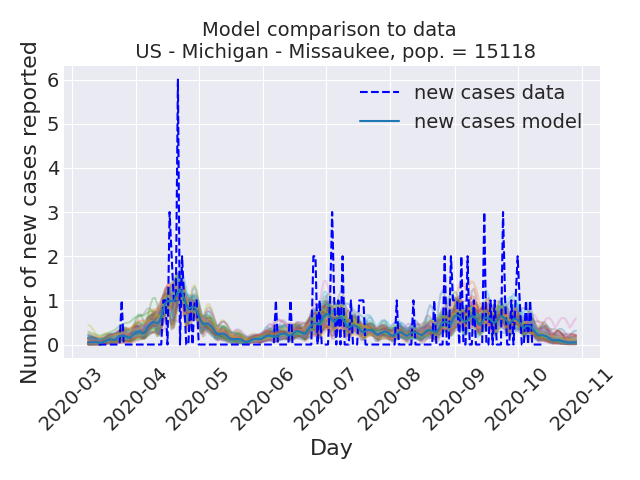 Model comparison to data
US - Michigan - Missaukee, pop. = 15118
Number of new cases reported
6
5
4
3
2
1
0
new cases data
new cases model
2020-03
2020-04
2020-05
2020-06
2020-07
2020-08
2020-09
2020-10
2020-11
Day